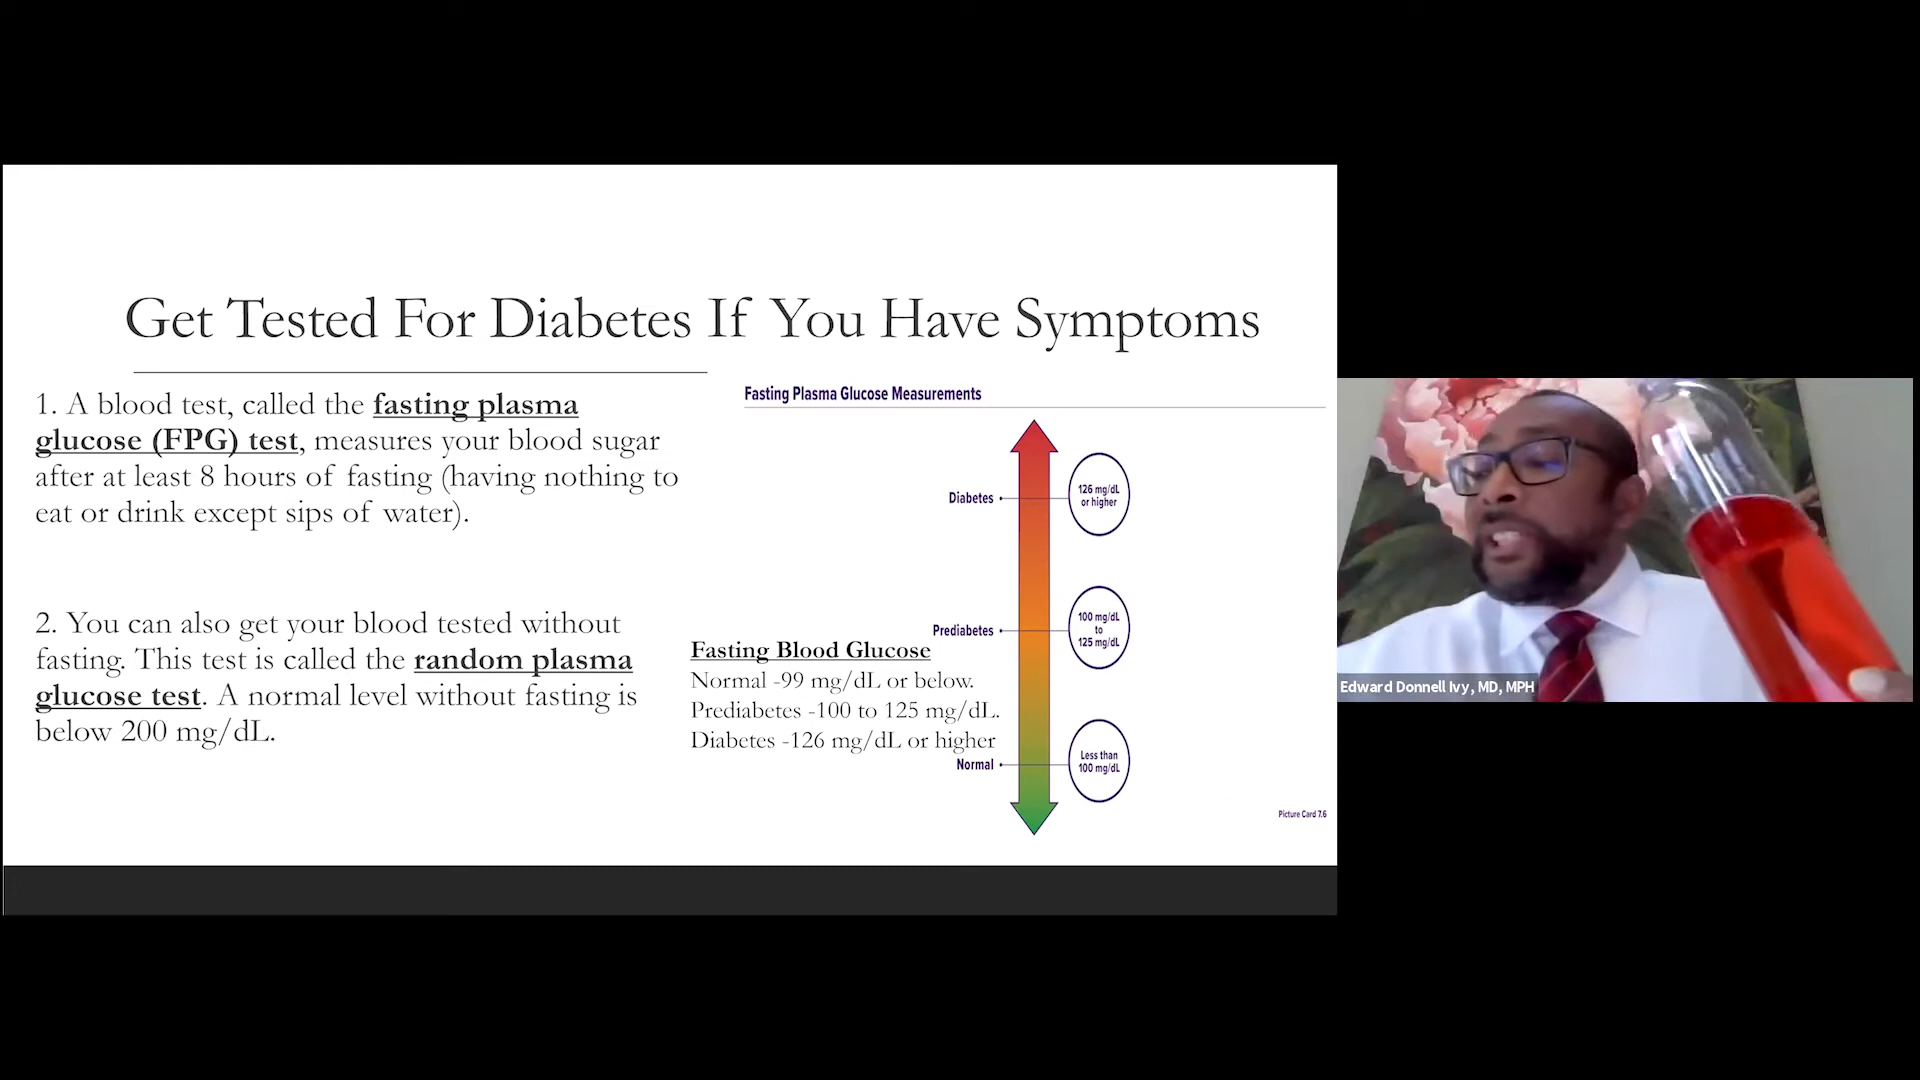 Get Tested For Diabetes If You Have Symptoms
1. A blood test, called the fasting plasma
glucose (FPG) test, measures your blood sugar
after at least 8 hours of fasting (having nothing to
eat or drink except sips of water).
2. You can also get your blood tested without
fasting. This test is called the random plasma
glucose test. A normal level without fasting is
below 200 mg/dL.
Fasting Blood Glucose
Normal -99 mg/dL or below.
Prediabetes -100 to 125 mg/dL.
Diabetes -126 mg/dL or higher
Fasting Plasma Glucose Measurements
Diabetes
126 mg/dL
or higher
Prediabetes
100 mg/dL
to
125 mg/dL
Normal
Less than
100 mg/dL
Picture Card 7.6
Edward Donnell Ivy, MD, MPH